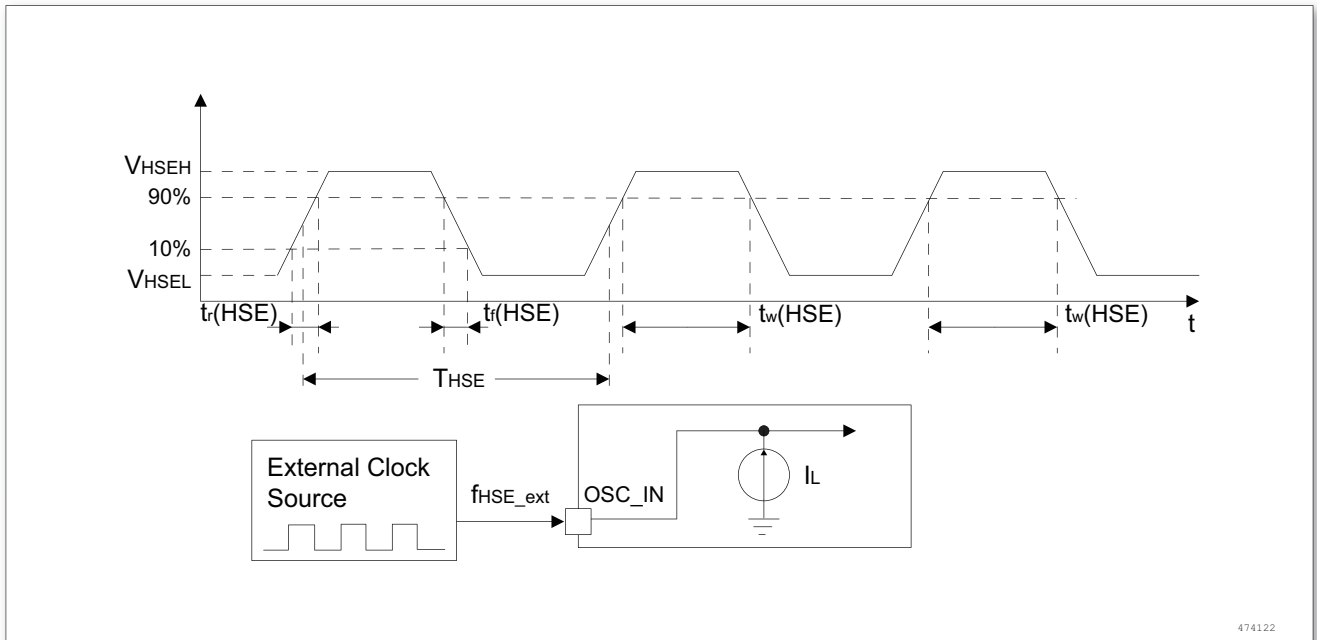 VHSEH
90%
10%
VHSEL
tr(HSE)
tf(HSE)
tw(HSE)
tw(HSE)
t
THSE
External Clock
Source
fHSE_ext
OSC_IN
IL
474122